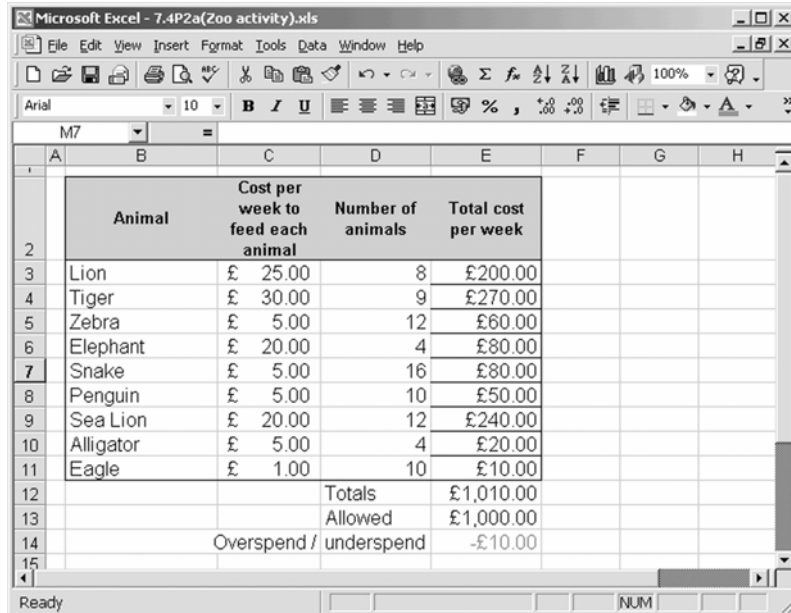 Microsoft Excel - 7.4P2a(Zoo activity).xls
File Edit View Insert Format Tools Data Window Help
ABC 100%
Arial 10 B I U % ,
M7 =
A B C D E F G H
1
2 Animal Cost per week to feed each animal Number of animals Total cost per week
3 Lion £ 25.00 8 £200.00
4 Tiger £ 30.00 9 £270.00
5 Zebra £ 5.00 12 £60.00
6 Elephant £ 20.00 4 £80.00
7 Snake £ 5.00 16 £80.00
8 Penguin £ 5.00 10 £50.00
9 Sea Lion £ 20.00 12 £240.00
10 Alligator £ 5.00 4 £20.00
11 Eagle £ 1.00 10 £10.00
12 Totals £1,010.00
13 Allowed £1,000.00
14 Overspend / underspend -£10.00
15
Ready NUM